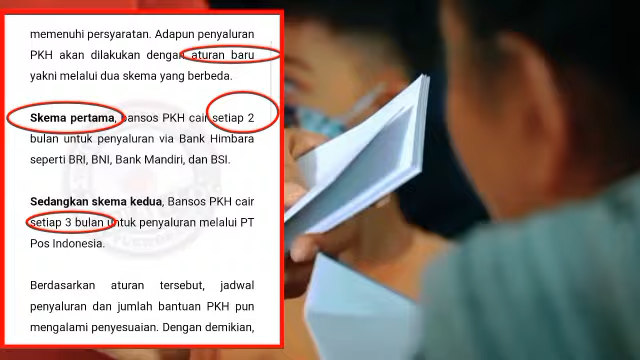 memenuhi persyaratan. Adapun penyaluran
PKH akan dilakukan dengan aturan baru
yakni melalui dua skema yang berbeda.
Skema pertama, bansos PKH cair setiap 2
bulan untuk penyaluran via Bank Himbara
seperti BRI, BNI, Bank Mandiri, dan BSI.
Sedangkan skema kedua, Bansos PKH cair
setiap 3 bulan untuk penyaluran melalui PT
Pos Indonesia.
Berdasarkan aturan tersebut, jadwal
penyaluran dan jumlah bantuan PKH pun
mengalami penyesuaian. Dengan demikian,